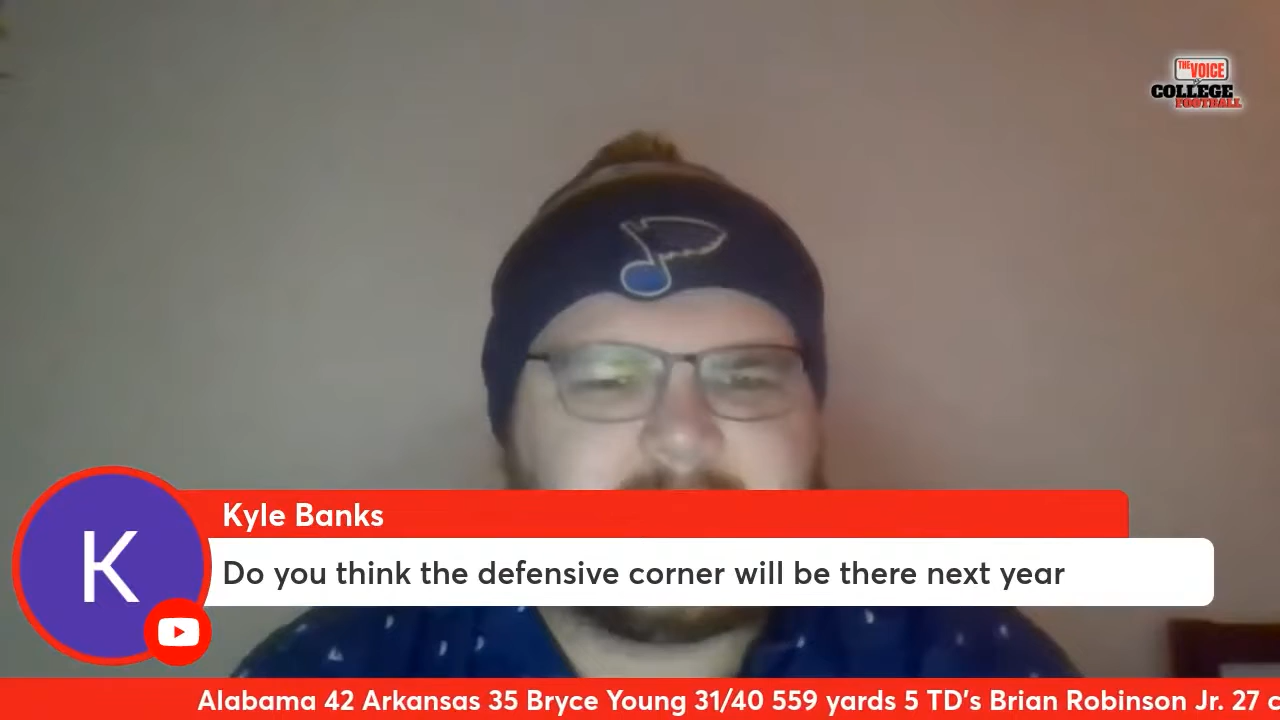 THE VOICE
OF
COLLEGE
FOOTBALL
Kyle Banks
K
Do you think the defensive corner will be there next year
Alabama 42 Arkansas 35 Bryce Young 31/40 559 yards 5 TD's Brian Robinson Jr. 27 c